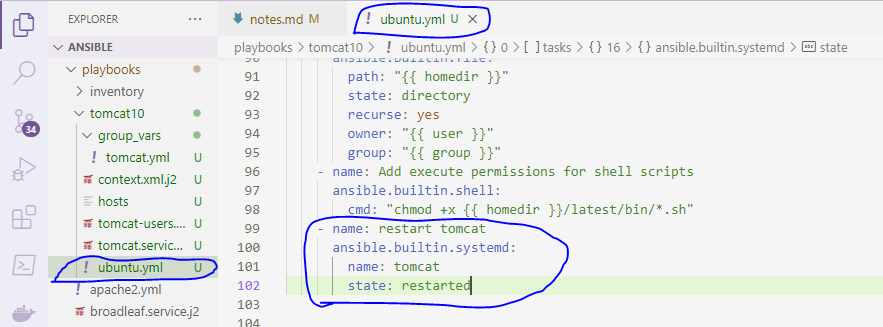 EXPLORER
ANSIBLE
playbooks
inventory
tomcat10
group_vars
! tomcat.yml U
context.xml.j2 U
hosts U
tomcat-users.... U
tomcat.servic... U
! ubuntu.yml U
! apache2.yml
broadleaf.service.j2
34
notes.md M
! ubuntu.yml U ×
playbooks > tomcat10 > ! ubuntu.yml > {} 0 > [ ] tasks > {} 16 > {} ansible.builtin.systemd > abc state
90 ansible.builtin.file:
91 path: "{{ homedir }}"
92 state: directory
93 recurse: yes
94 owner: "{{ user }}"
95 group: "{{ group }}"
96 - name: Add execute permissions for shell scripts
97 ansible.builtin.shell:
98 cmd: "chmod +x {{ homedir }}/latest/bin/*.sh"
99 - name: restart tomcat
100 ansible.builtin.systemd:
101 name: tomcat
102 state: restarted
103